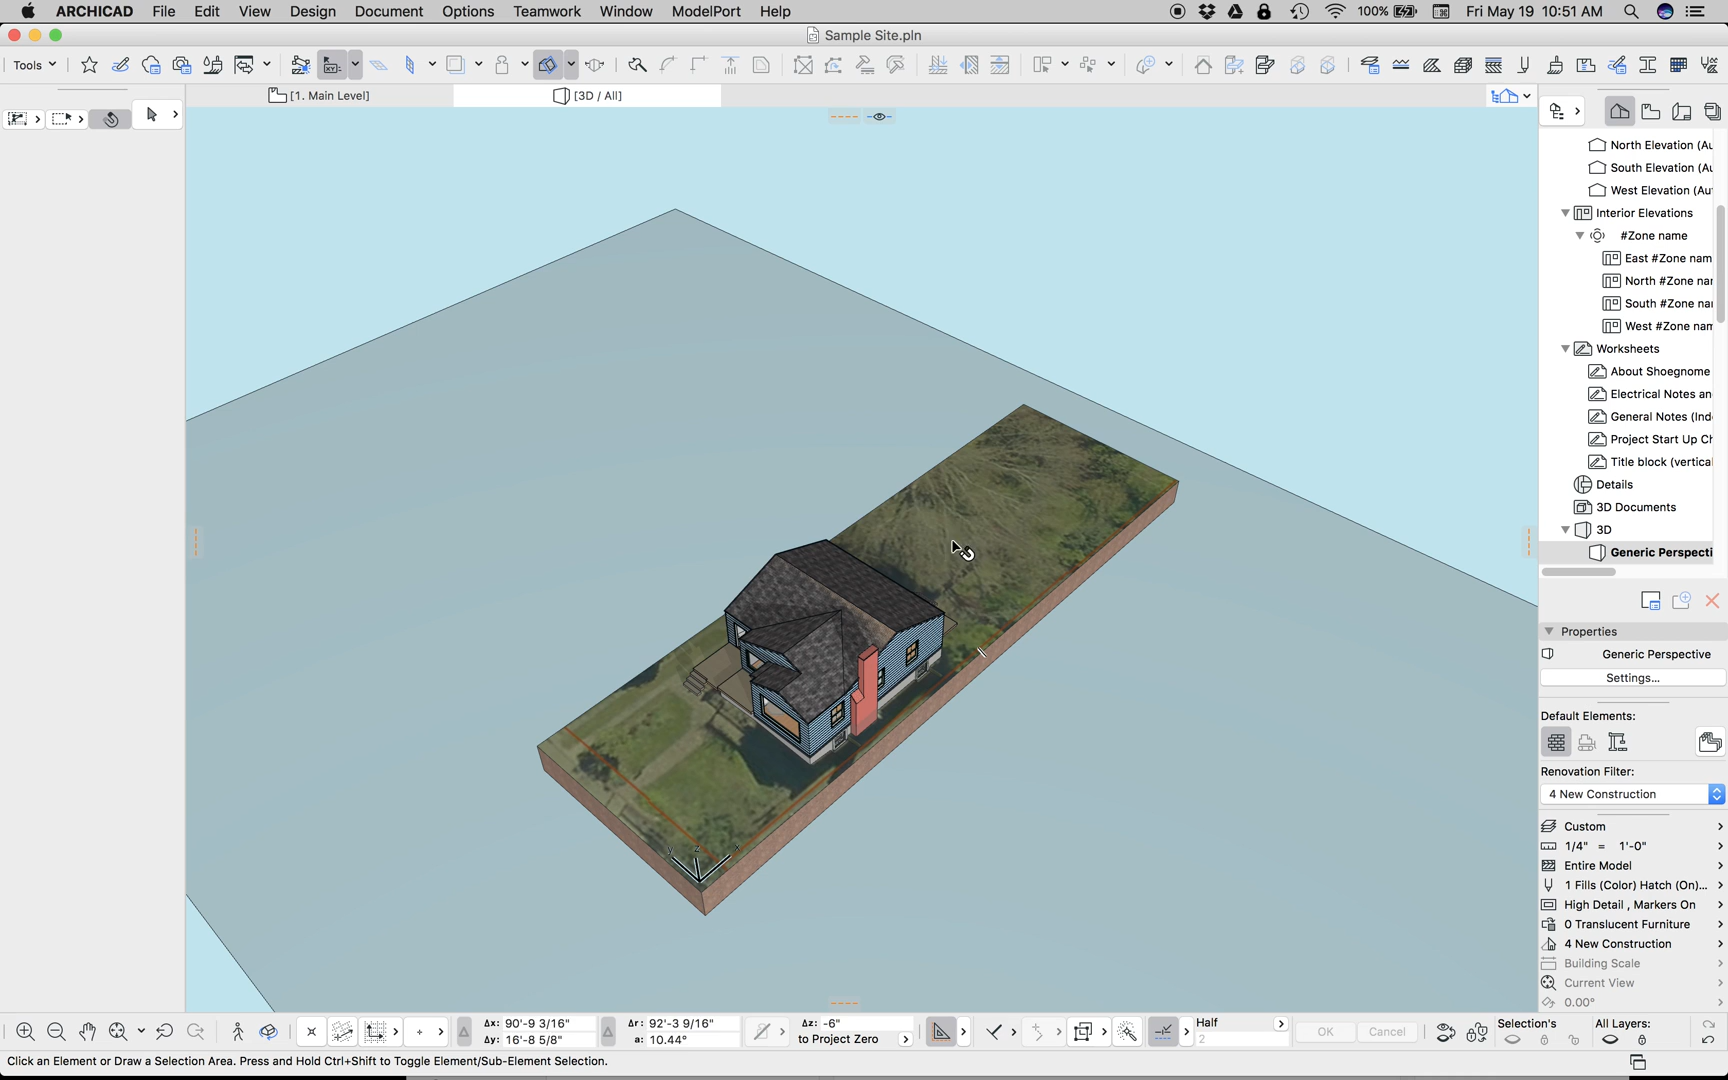 ARCHICAD File Edit View Design Document Options Teamwork Window ModelPort Help 100% Fri May 19 10:51 AM
Sample Site.pln
Tools
[1. Main Level] [3D / All]
North Elevation (Au
South Elevation (Au
West Elevation (Au
Interior Elevations
#Zone name
East #Zone nam
North #Zone nar
South #Zone nar
West #Zone nam
Worksheets
About Shoegnome
Electrical Notes an
General Notes (Ind
Project Start Up Ch
Title block (vertica
Details
3D Documents
3D
Generic Perspecti
Properties
Generic Perspective
Settings...
Default Elements:
Renovation Filter:
4 New Construction
Custom
1/4" = 1'-0"
Entire Model
1 Fills (Color) Hatch (On)...
High Detail , Markers On
0 Translucent Furniture
4 New Construction
Building Scale
Current View
0.00°
y z x
Δx: 90'-9 3/16" Δr: 92'-3 9/16" Δz: -6" Half Selection's All Layers:
Δy: 16'-8 5/8" a: 10.44° to Project Zero 2 OK Cancel
Click an Element or Draw a Selection Area. Press and Hold Ctrl+Shift to Toggle Element/Sub-Element Selection.